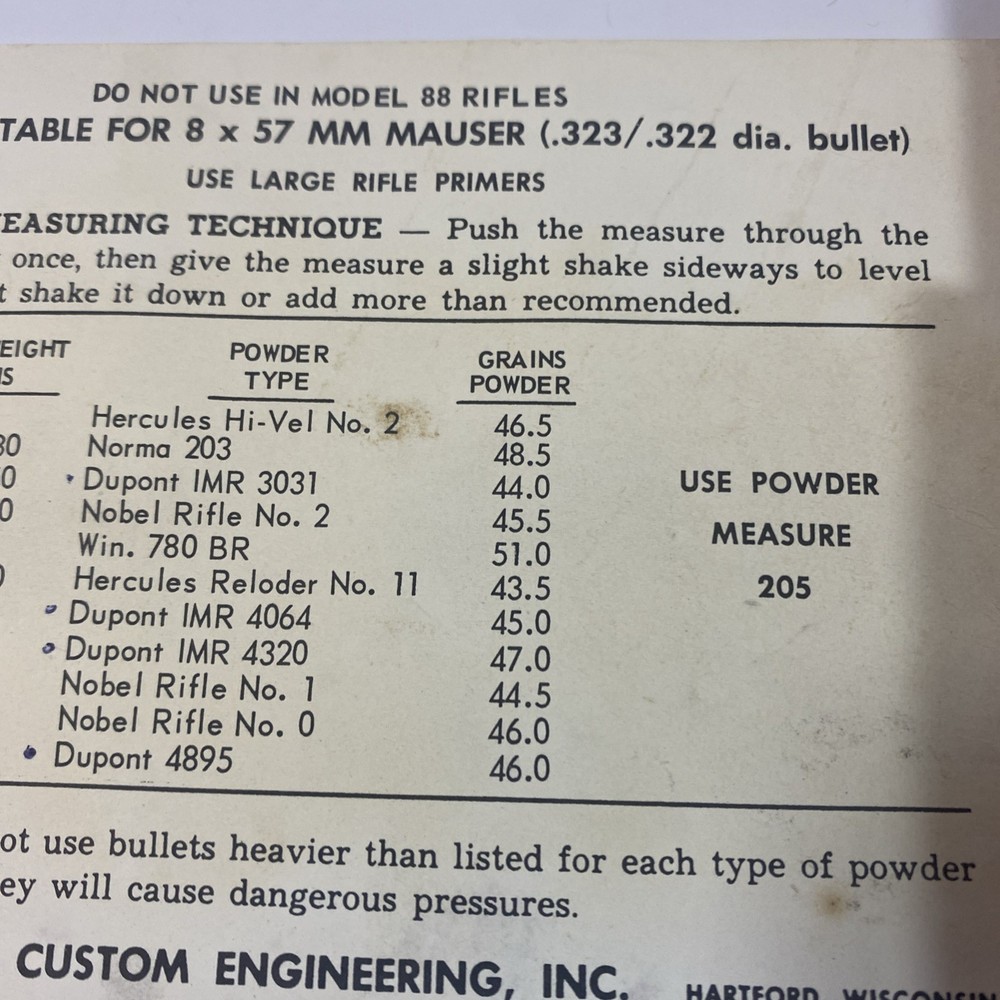 DO NOT USE IN MODEL 88 RIFLES
TABLE FOR 8 x 57 MM MAUSER (.323/.322 dia. bullet)
USE LARGE RIFLE PRIMERS
EASURING TECHNIQUE — Push the measure through the
once, then give the measure a slight shake sideways to level
t shake it down or add more than recommended.
EIGHT POWDER GRAINS
S TYPE POWDER
Hercules Hi-Vel No. 2 46.5
80 Norma 203 48.5
0 Dupont IMR 3031 44.0 USE POWDER
0 Nobel Rifle No. 2 45.5 MEASURE
Win. 780 BR 51.0
Hercules Reloder No. 11 43.5 205
Dupont IMR 4064 45.0
Dupont IMR 4320 47.0
Nobel Rifle No. 1 44.5
Nobel Rifle No. 0 46.0
Dupont 4895 46.0
ot use bullets heavier than listed for each type of powder
ey will cause dangerous pressures.
CUSTOM ENGINEERING, INC. HARTFORD, WISCONSIN